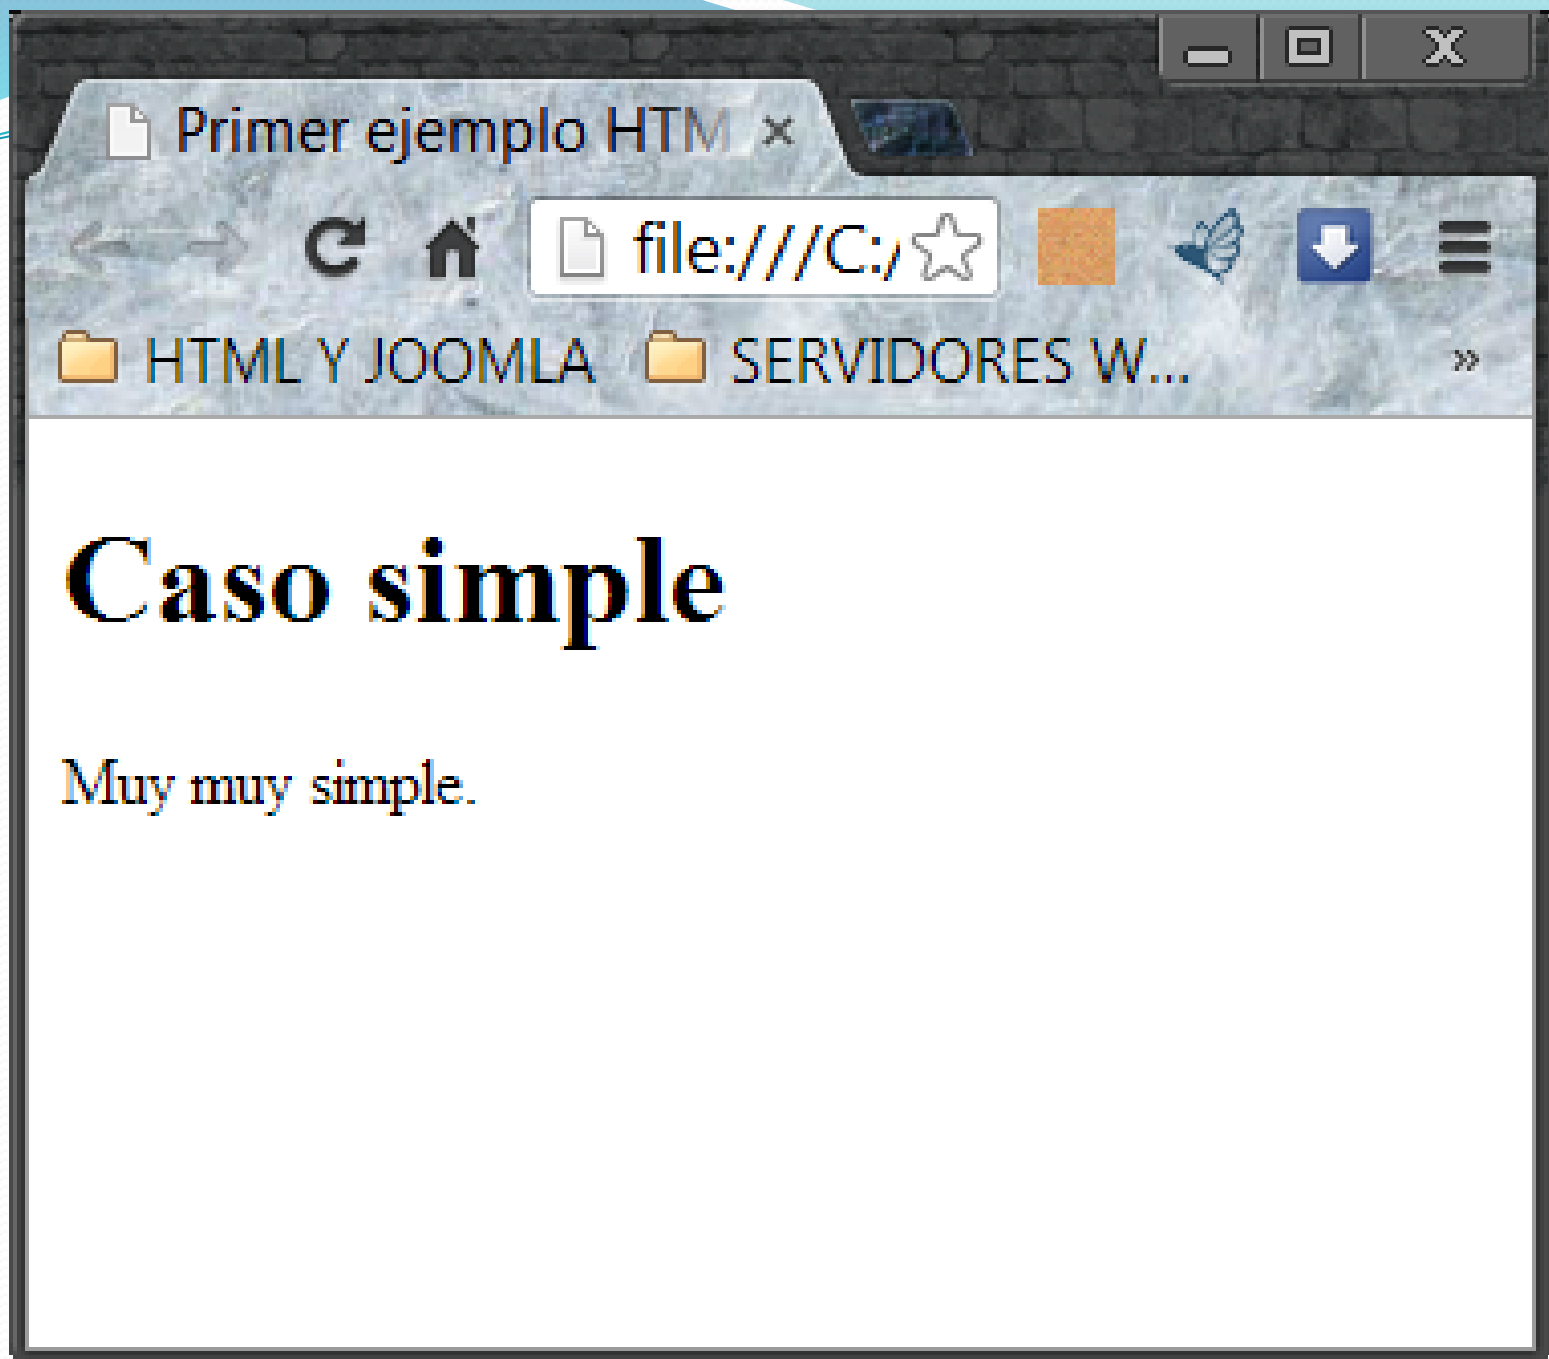 Primer ejemplo HTM
file:///C:/
HTML Y JOOMLA SERVIDORES W...
Caso simple
Muy muy simple.